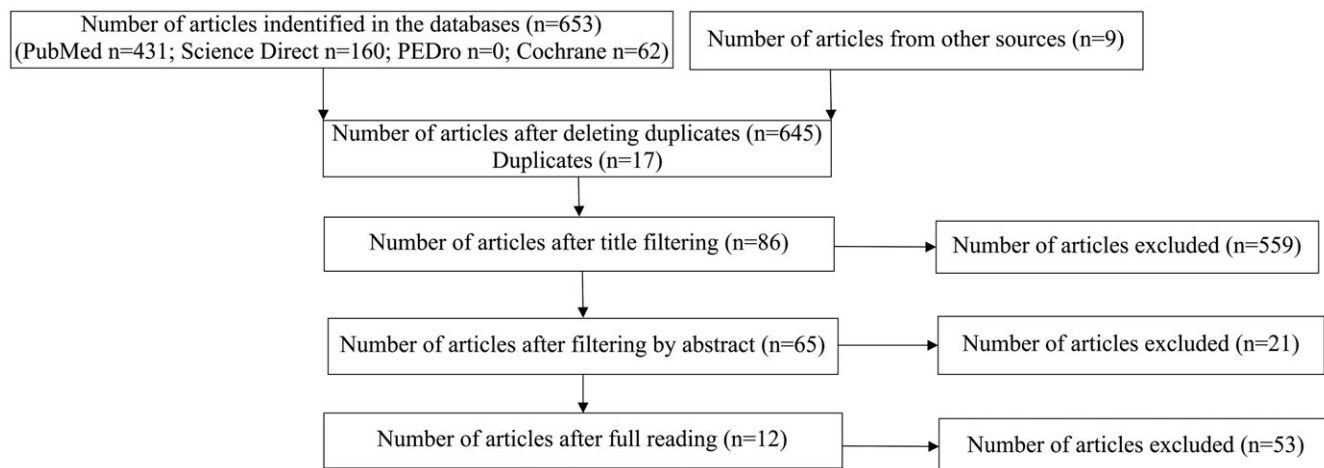 Number of articles indentified in the databases (n=653)
(PubMed n=431; Science Direct n=160; PEDro n=0; Cochrane n=62)
Number of articles from other sources (n=9)
Number of articles after deleting duplicates (n=645)
Duplicates (n=17)
Number of articles after title filtering (n=86)
Number of articles excluded (n=559)
Number of articles after filtering by abstract (n=65)
Number of articles excluded (n=21)
Number of articles after full reading (n=12)
Number of articles excluded (n=53)